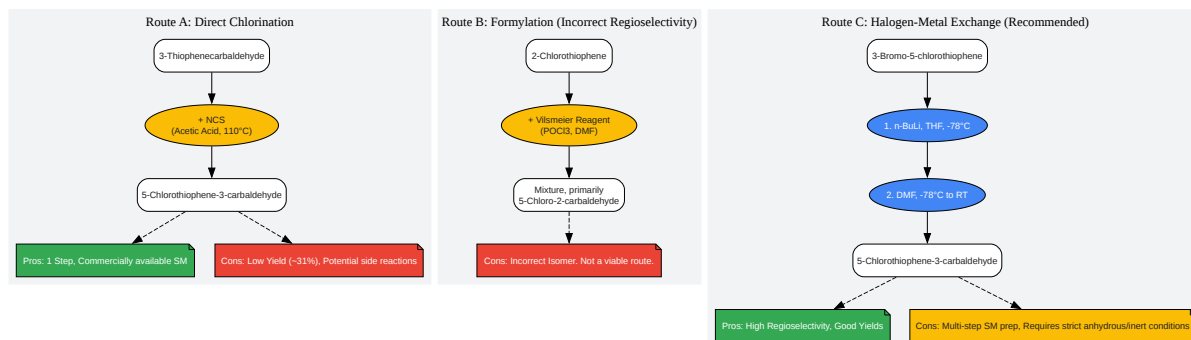 Route A: Direct Chlorination
3-Thiophenecarbaldehyde
+ NCS
(Acetic Acid, 110°C)
5-Chlorothiophene-3-carbaldehyde
Pros: 1 Step, Commercially available SM
Cons: Low Yield (~31%), Potential side reactions
Route B: Formylation (Incorrect Regioselectivity)
2-Chlorothiophene
+ Vilsmeier Reagent
(POCl3, DMF)
Mixture, primarily
5-Chloro-2-carbaldehyde
Cons: Incorrect Isomer. Not a viable route.
Route C: Halogen-Metal Exchange (Recommended)
3-Bromo-5-chlorothiophene
1. n-BuLi, THF, -78°C
2. DMF, -78°C to RT
5-Chlorothiophene-3-carbaldehyde
Pros: High Regioselectivity, Good Yields
Cons: Multi-step SM prep, Requires strict anhydrous/inert conditions